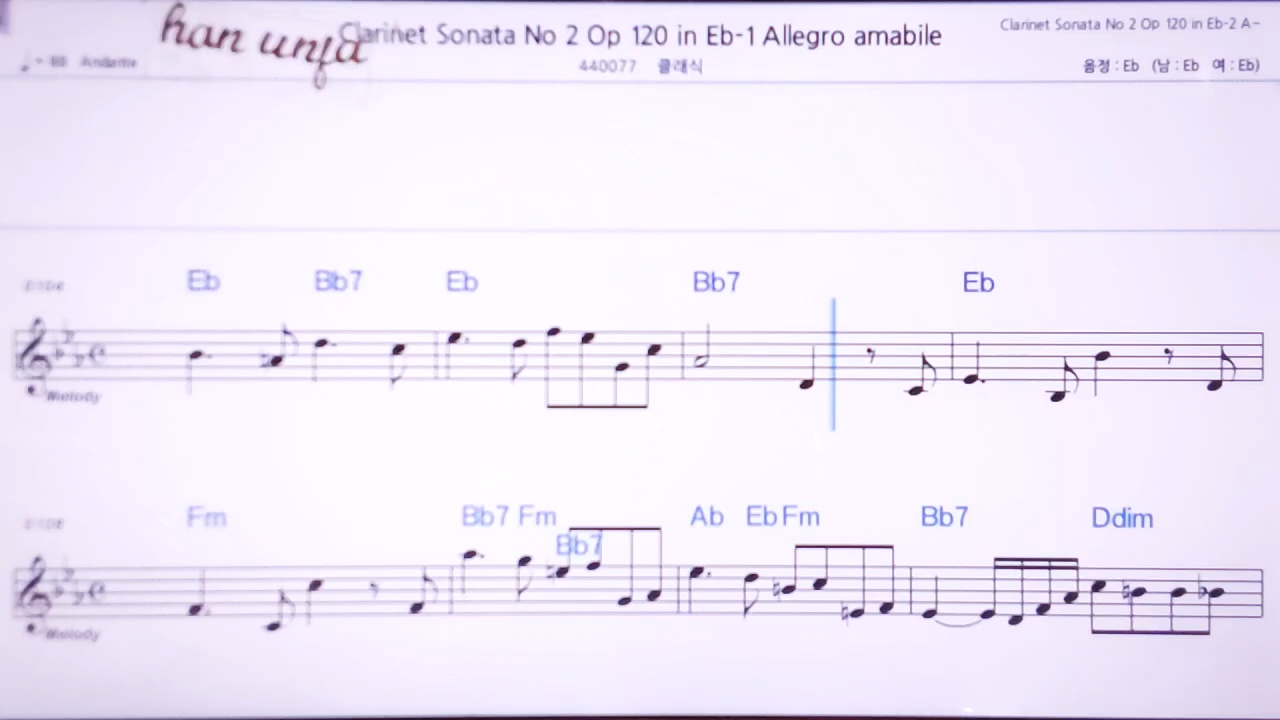 han unfa
Clarinet Sonata No 2 Op 120 in Eb-1 Allegro amabile
Clarinet Sonata No 2 Op 120 in Eb-2 A-
Andante
440077 클래식
음정 : Eb (남 : Eb 여 : Eb)
Eb Bb7 Eb Bb7 Eb
Melody
Fm Bb7 Fm Bb7 Ab Eb Fm Bb7 Ddim
Melody